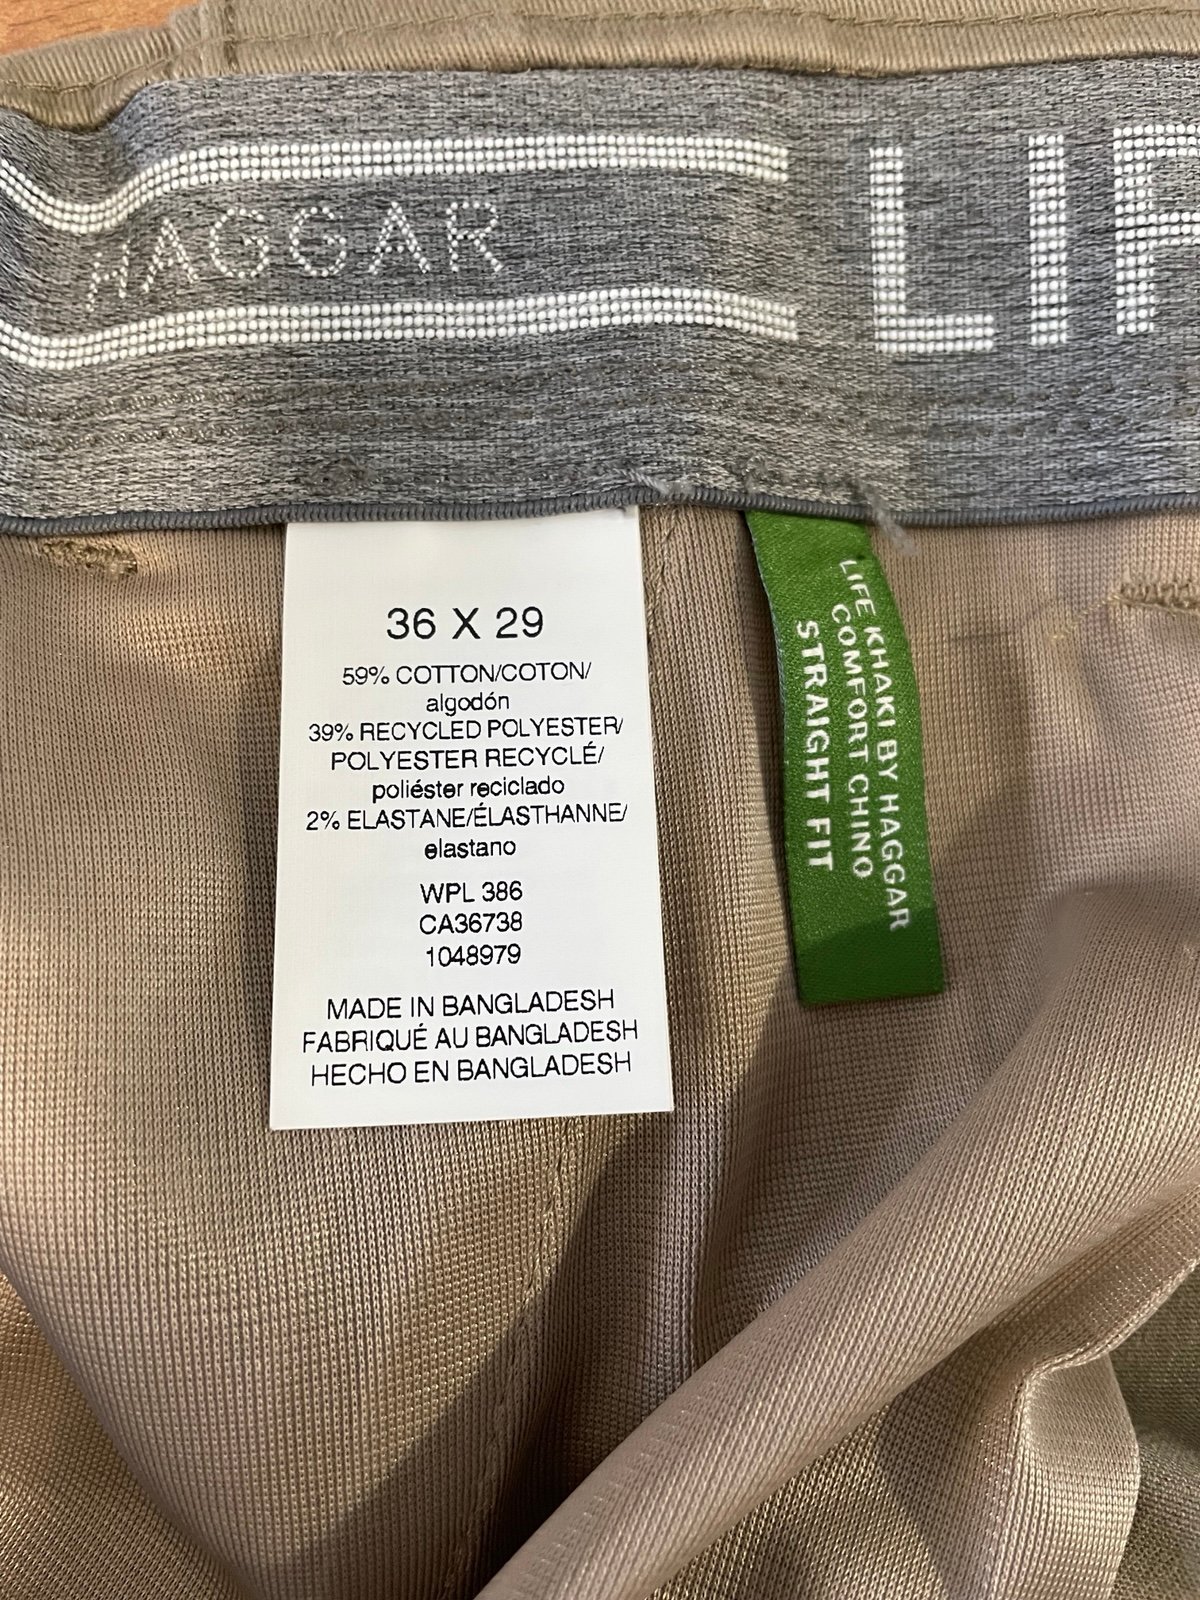 HAGGAR
36 X 29
59% COTTON/COTON/
algodón
39% RECYCLED POLYESTER/
POLYESTER RECYCLÉ/
poliéster reciclado
2% ELASTANE/ÉLASTHANNE/
elastano
WPL 386
CA36738
1048979
MADE IN BANGLADESH
FABRIQUÉ AU BANGLADESH
HECHO EN BANGLADESH
LIFE KHAKI BY HAGGAR
COMFORT CHINO
STRAIGHT FIT